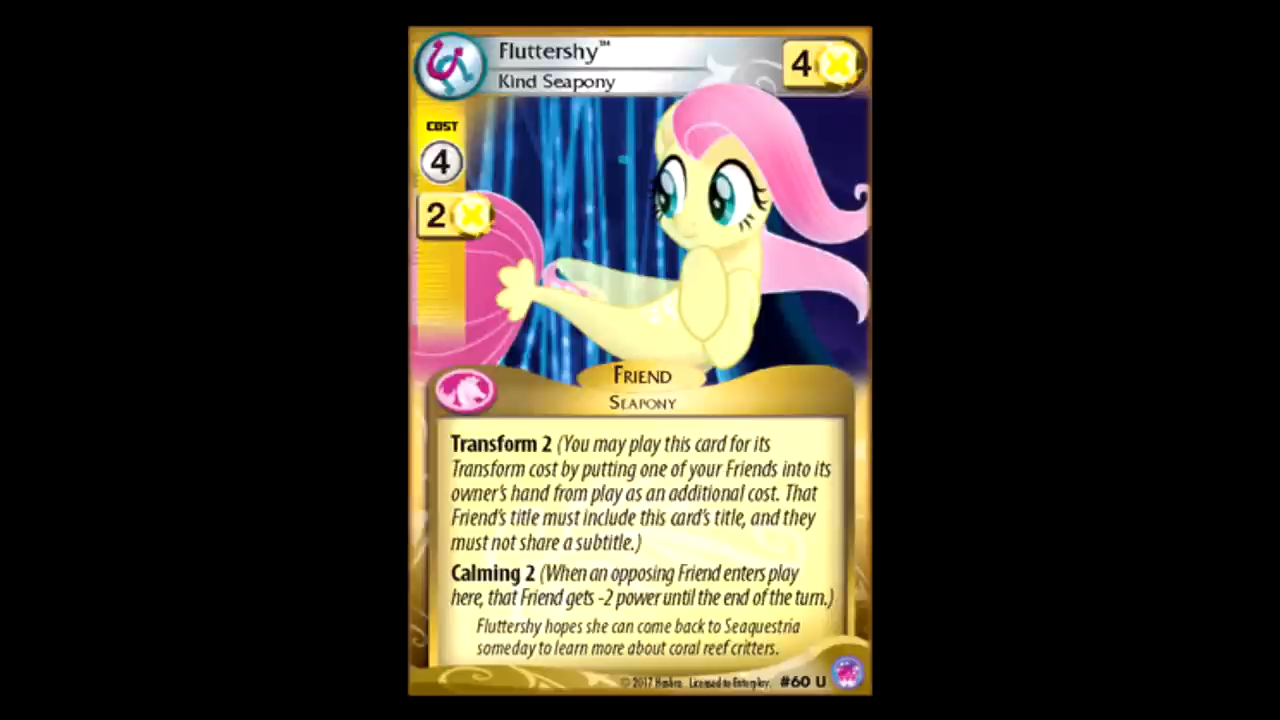 Fluttershy™
Kind Seapony
4
COST
4
2
FRIEND
SEAPONY
Transform 2 (You may play this card for its
Transform cost by putting one of your Friends into its
owner's hand from play as an additional cost. That
Friend's title must include this card's title, and they
must not share a subtitle.)
Calming 2 (When an opposing Friend enters play
here, that Friend gets -2 power until the end of the turn.)
Fluttershy hopes she can come back to Seaquestria
someday to learn more about coral reef critters.
© 2017 Hasbro. Licensed to Enterplay. #60 U